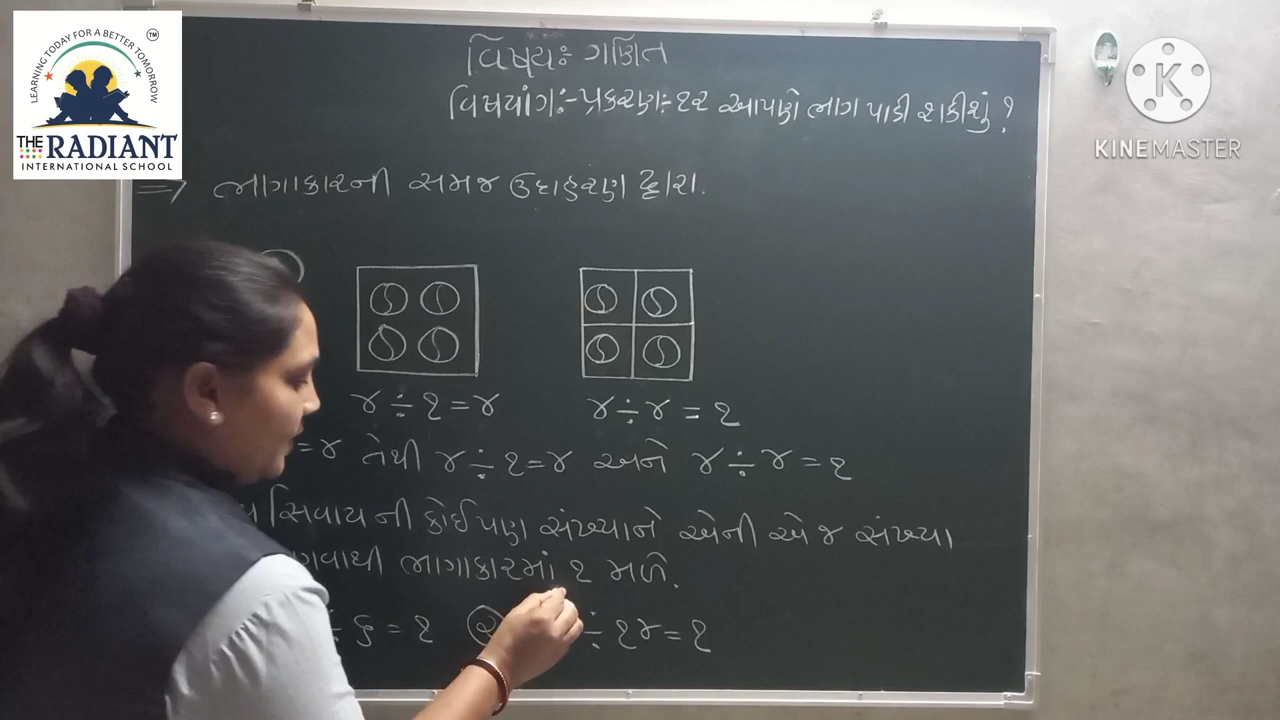 LEARNING TODAY FOR A BETTER TOMORROW
TM
THE RADIANT
INTERNATIONAL SCHOOL
K
KINEMASTER
વિષય:- ગણિત
વિષયાંગ:- પ્રકરણ:- ૧૨ આપણે ભાગ પાડી શકીશું ?
⇒ ભાગાકારની સમજ ઉદાહરણ દ્વારા.
૪ ÷ ૧ = ૪
૪ ÷ ૪ = ૧
= ૪ તેથી ૪ ÷ ૧ = ૪ અને ૪ ÷ ૪ = ૧
સિવાય ની કોઈપણ સંખ્યાને એની એ જ સંખ્યા
ભાગાકારમાં ૧ મળે.
÷ ૬ = ૧
૨ ÷ ૧૪ = ૧